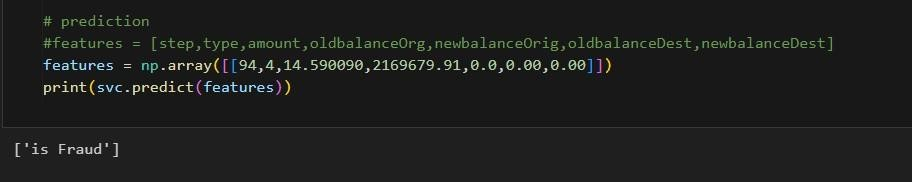 # prediction
#features = [step,type,amount,oldbalanceOrg,newbalanceOrig,oldbalanceDest,newbalanceDest]
features = np.array([[94,4,14.590090,2169679.91,0.0,0.00,0.00]])
print(svc.predict(features))
['is Fraud']